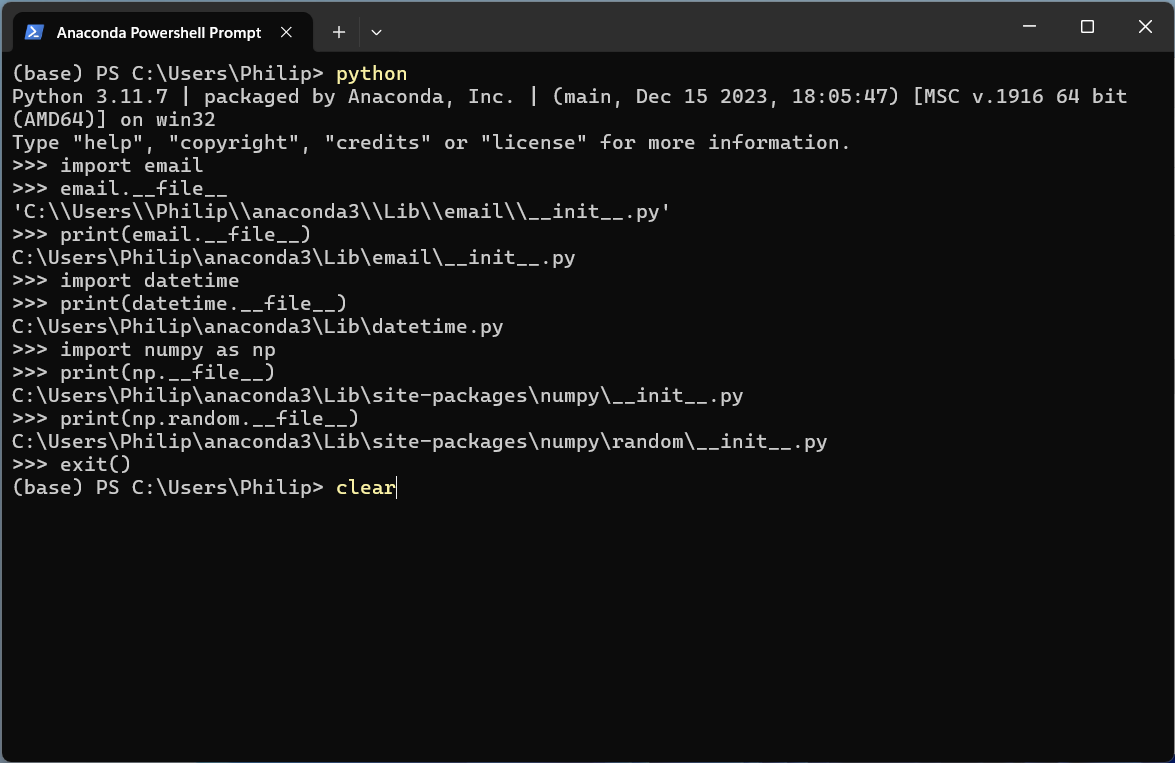 Anaconda Powershell Prompt
(base) PS C:\Users\Philip> python
Python 3.11.7 | packaged by Anaconda, Inc. | (main, Dec 15 2023, 18:05:47) [MSC v.1916 64 bit
(AMD64)] on win32
Type "help", "copyright", "credits" or "license" for more information.
>>> import email
>>> email.__file__
'C:\\Users\\Philip\\anaconda3\\Lib\\email\\__init__.py'
>>> print(email.__file__)
C:\Users\Philip\anaconda3\Lib\email\__init__.py
>>> import datetime
>>> print(datetime.__file__)
C:\Users\Philip\anaconda3\Lib\datetime.py
>>> import numpy as np
>>> print(np.__file__)
C:\Users\Philip\anaconda3\Lib\site-packages\numpy\__init__.py
>>> print(np.random.__file__)
C:\Users\Philip\anaconda3\Lib\site-packages\numpy\random\__init__.py
>>> exit()
(base) PS C:\Users\Philip> clear